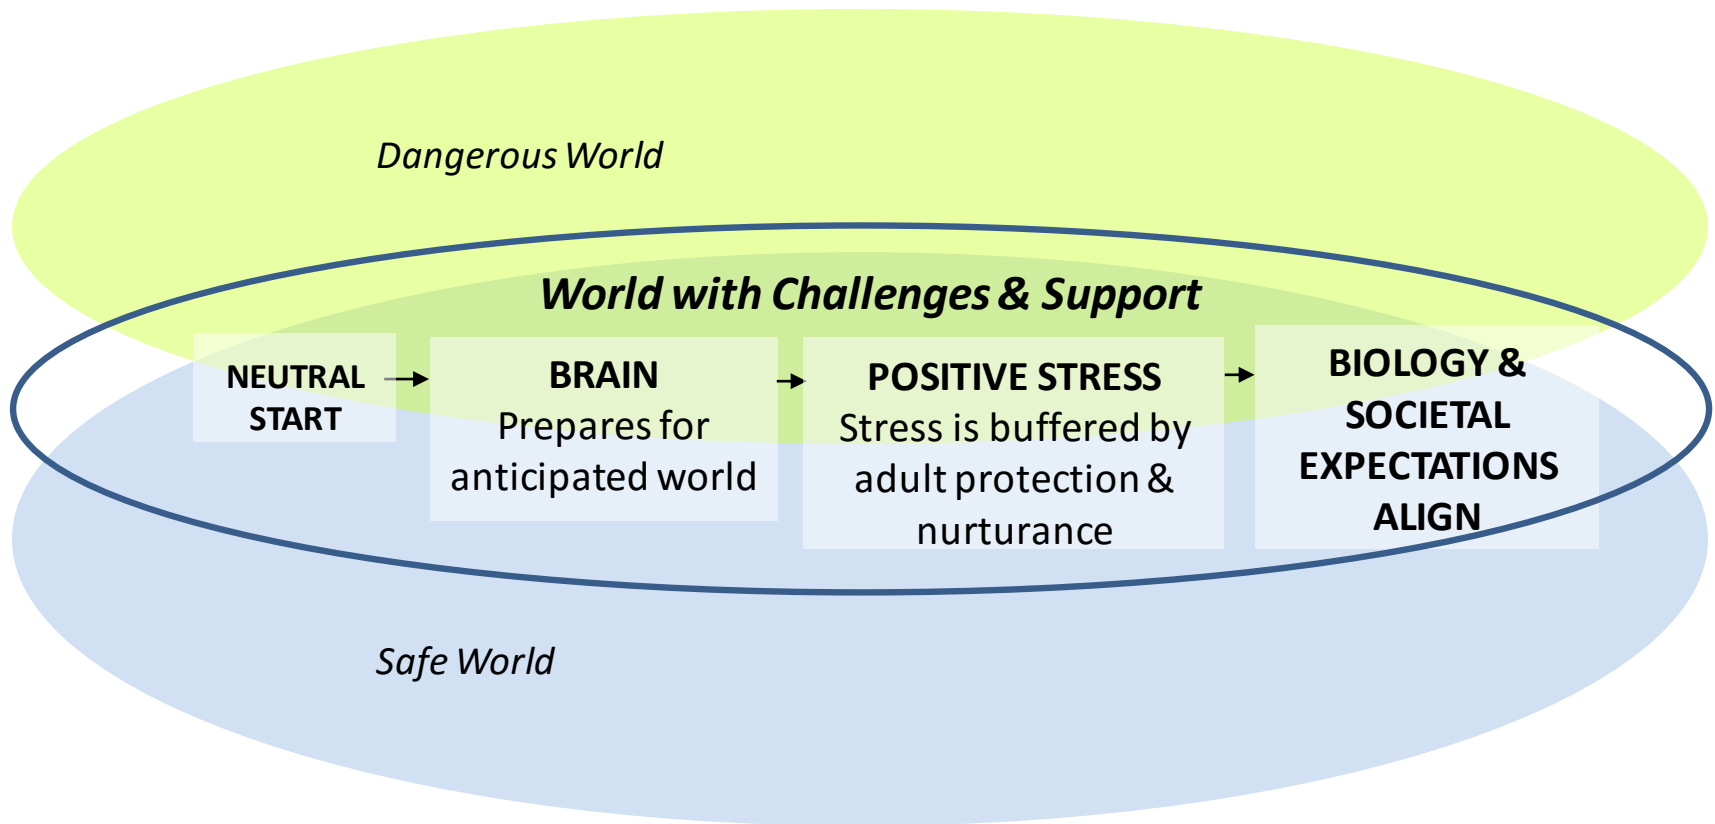 Dangerous World
World with Challenges & Support
NEUTRAL
START
BRAIN
Prepares for
anticipated world
POSITIVE STRESS
Stress is buffered by
adult protection &
nurturance
BIOLOGY &
SOCIETAL
EXPECTATIONS
ALIGN
Safe World